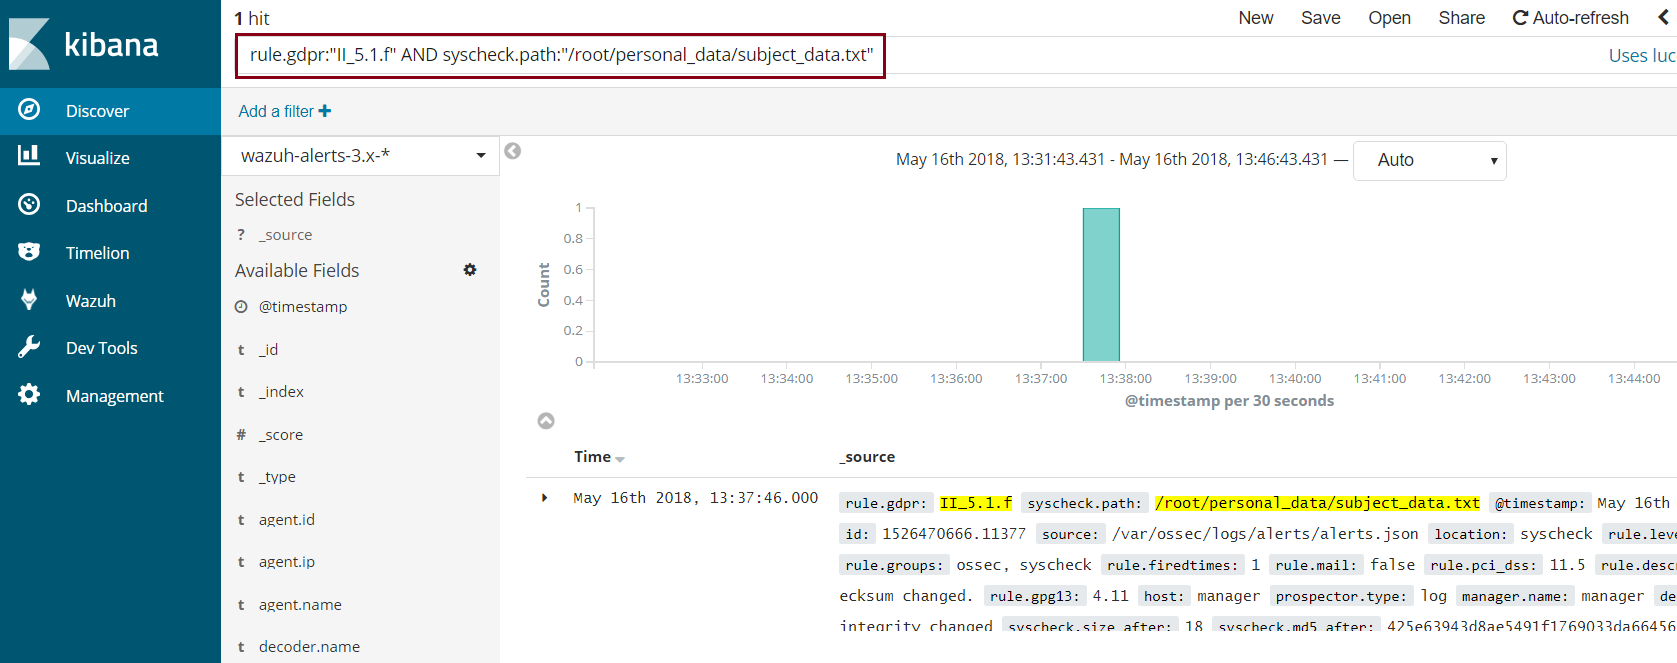 kibana
Discover
Visualize
Dashboard
Timelion
Wazuh
Dev Tools
Management
1 hit
New Save Open Share Auto-refresh
rule.gdpr:"II_5.1.f" AND syscheck.path:"/root/personal_data/subject_data.txt"
Uses luc
Add a filter +
wazuh-alerts-3.x-*
Selected Fields
? _source
Available Fields
@timestamp
t _id
t _index
# _score
t _type
t agent.id
t agent.ip
t agent.name
t decoder.name
May 16th 2018, 13:31:43.431 - May 16th 2018, 13:46:43.431 — Auto
1
0.8
0.6
0.4
0.2
0
Count
13:33:00 13:34:00 13:35:00 13:36:00 13:37:00 13:38:00 13:39:00 13:40:00 13:41:00 13:42:00 13:43:00 13:44:00
@timestamp per 30 seconds
Time _source
May 16th 2018, 13:37:46.000 rule.gdpr: II_5.1.f syscheck.path: /root/personal_data/subject_data.txt @timestamp: May 16th
id: 1526470666.11377 source: /var/ossec/logs/alerts/alerts.json location: syscheck rule.leve
rule.groups: ossec, syscheck rule.firedtimes: 1 rule.mail: false rule.pci_dss: 11.5 rule.descr
ecksum changed. rule.gpg13: 4.11 host: manager prospector.type: log manager.name: manager de
integrity changed syscheck.size_after: 18 syscheck.md5_after: 425e63943d8ae5491f1769033da66456